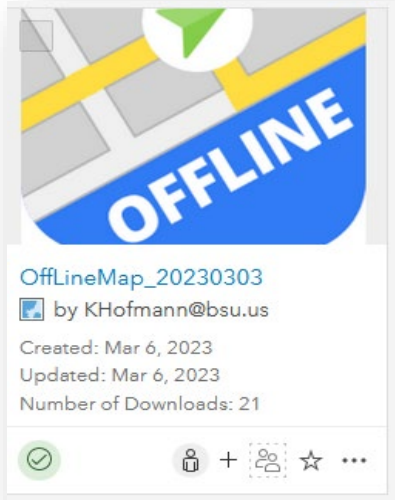 OFFLINE
OffLineMap_20230303
by KHofmann@bsu.us
Created: Mar 6, 2023
Updated: Mar 6, 2023
Number of Downloads: 21